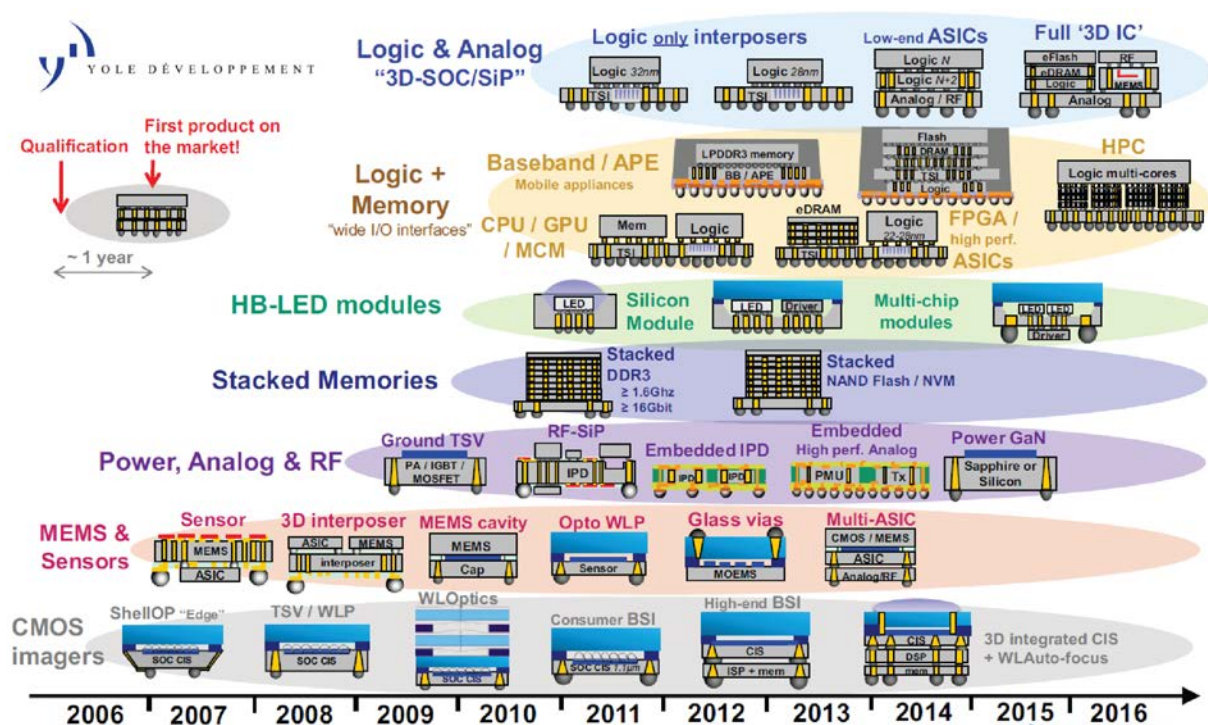 YOLE DÉVELOPPEMENT
Qualification
First product on
the market!
~ 1 year
Logic & Analog
"3D-SOC/SiP"
Logic only interposers
Low-end ASICs
Full '3D IC'
Logic 32nm
TSI
Logic 28nm
TSI
Logic N
Logic N+2
Analog / RF
eFlash
eDRAM
Logic
RF
MEMS
Analog
Logic +
Memory
"wide I/O interfaces"
Baseband / APE
Mobile appliances
LPDDR3 memory
BB / APE
Flash
DRAM
TSI
Logic
HPC
Logic multi-cores
CPU / GPU
/ MCM
Mem
Logic
TSI
eDRAM
Logic
22-28nm
TSI
FPGA /
high perf.
ASICs
HB-LED modules
LED
Silicon
Module
LED
Driver
Multi-chip
modules
LED
LED
Driver
Stacked Memories
Stacked
DDR3
≥ 1.6Ghz
≥ 16Gbit
Stacked
NAND Flash / NVM
Power, Analog & RF
Ground TSV
PA / IGBT /
MOSFET
RF-SiP
IPD
Embedded IPD
IPD
IPD
Embedded
High perf. Analog
PMU
Tx
Power GaN
Sapphire or
Silicon
MEMS &
Sensors
Sensor
MEMS
ASIC
3D interposer
ASIC
MEMS
interposer
MEMS cavity
MEMS
Cap
Opto WLP
Sensor
Glass vias
MOEMS
Multi-ASIC
CMOS / MEMS
ASIC
Analog/RF
CMOS
imagers
ShellOP "Edge"
SOC CIS
TSV / WLP
SOC CIS
WLOptics
SOC CIS
Consumer BSI
SOC CIS 1,1µm
High-end BSI
CIS
ISP + mem
CIS
DSP
mem
3D integrated CIS
+ WLAuto-focus
2006 2007 2008 2009 2010 2011 2012 2013 2014 2015 2016